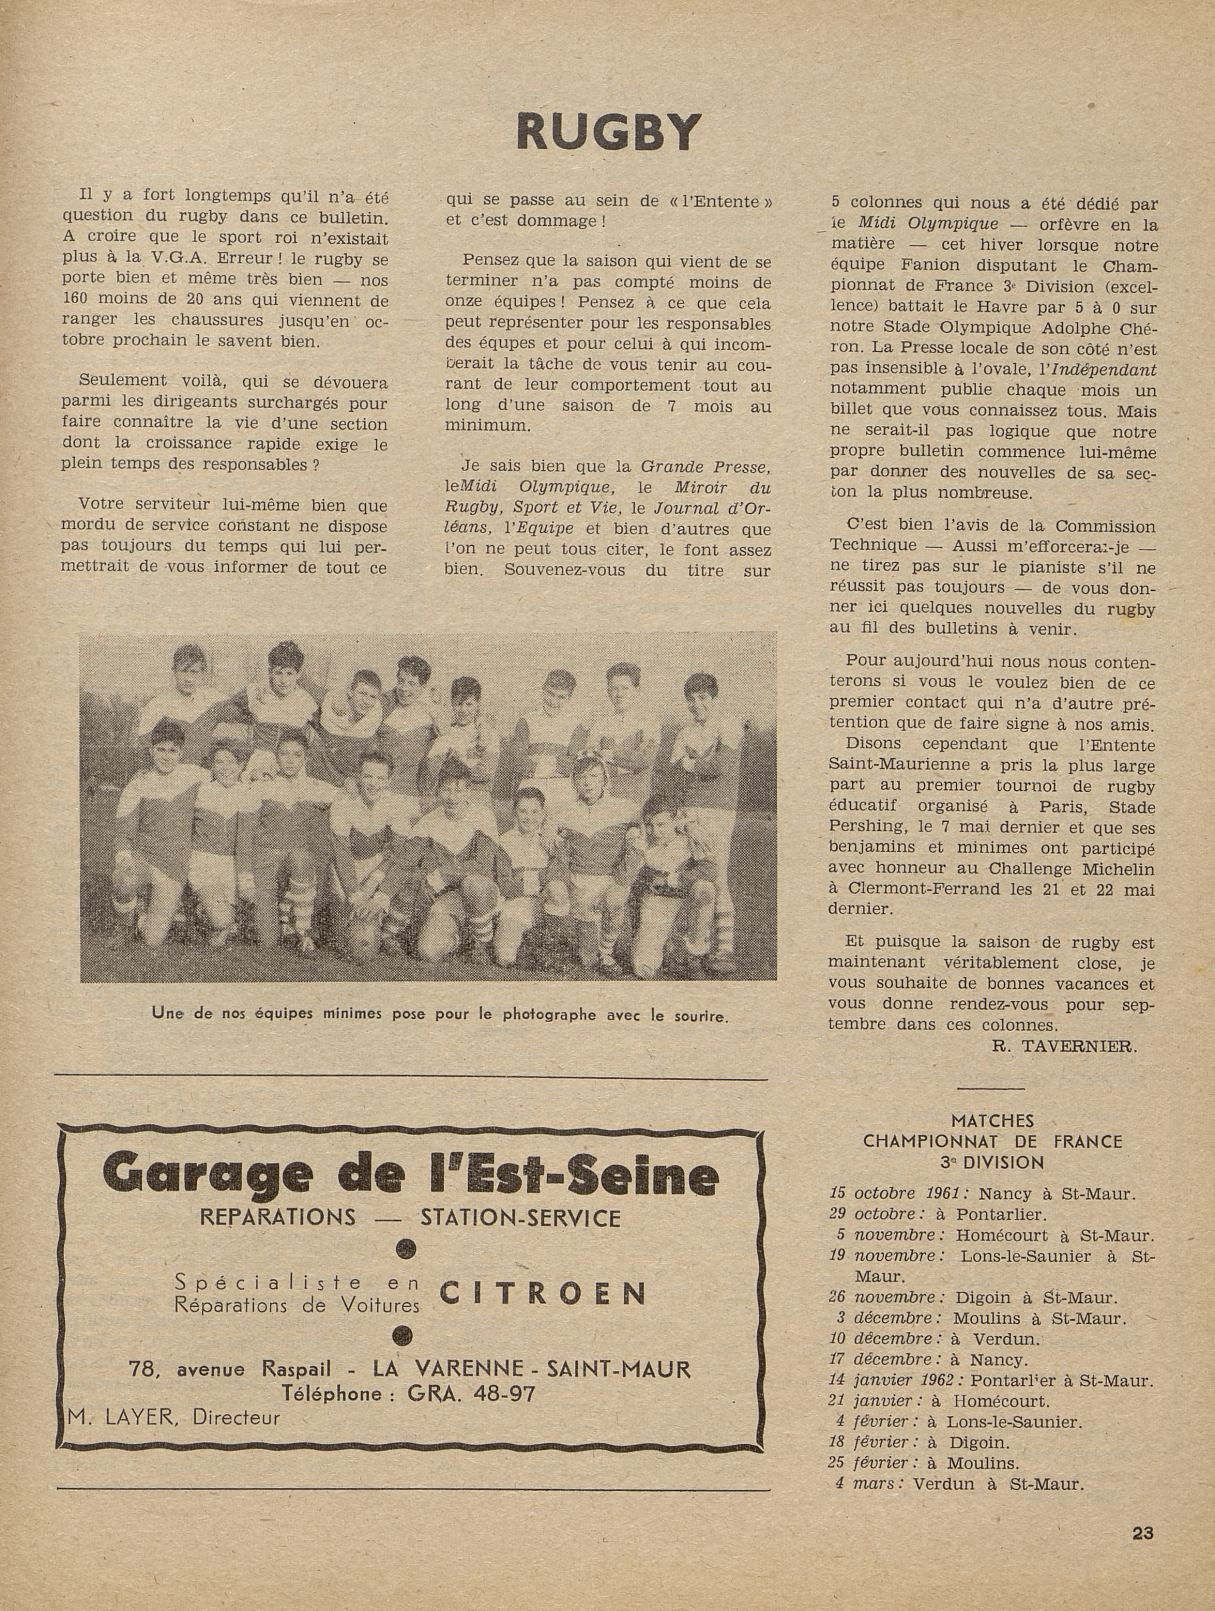 RUGBY
Il y a fort longtemps qu'il n'a été
question du rugby dans ce bulletin.
A croire que le sport roi n'existait
plus à la V.G.A. Erreur ! le rugby se
porte bien et même très bien — nos
160 moins de 20 ans qui viennent de
ranger les chaussures jusqu'en oc-
tobre prochain le savent bien.
Seulement voilà, qui se dévouera
parmi les dirigeants surchargés pour
faire connaître la vie d'une section
dont la croissance rapide exige le
plein temps des responsables ?
Votre serviteur lui-même bien que
mordu de service constant ne dispose
pas toujours du temps qui lui per-
mettrait de vous informer de tout ce
qui se passe au sein de « l'Entente »
et c'est dommage !
Pensez que la saison qui vient de se
terminer n'a pas compté moins de
onze équipes ! Pensez à ce que cela
peut représenter pour les responsables
des équpes et pour celui à qui incom-
berait la tâche de vous tenir au cou-
rant de leur comportement tout au
long d'une saison de 7 mois au
minimum.
Je sais bien que la Grande Presse,
leMidi Olympique, le Miroir du
Rugby, Sport et Vie, le Journal d'Or-
léans, l'Equipe et bien d'autres que
l'on ne peut tous citer, le font assez
bien. Souvenez-vous du titre sur
5 colonnes qui nous a été dédié par
le Midi Olympique — orfèvre en la
matière — cet hiver lorsque notre
équipe Fanion disputant le Cham-
pionnat de France 3e Division (excel-
lence) battait le Havre par 5 à 0 sur
notre Stade Olympique Adolphe Ché-
ron. La Presse locale de son côté n'est
pas insensible à l'ovale, l'Indépendant
notamment publie chaque mois un
billet que vous connaissez tous. Mais
ne serait-il pas logique que notre
propre bulletin commence lui-même
par donner des nouvelles de sa sec-
ton la plus nombreuse.
C'est bien l'avis de la Commission
Technique — Aussi m'efforcerai-je —
ne tirez pas sur le pianiste s'il ne
réussit pas toujours — de vous don-
ner ici quelques nouvelles du rugby
au fil des bulletins à venir.
Pour aujourd'hui nous nous conten-
terons si vous le voulez bien de ce
premier contact qui n'a d'autre pré-
tention que de faire signe à nos amis.
Disons cependant que l'Entente
Saint-Maurienne a pris la plus large
part au premier tournoi de rugby
éducatif organisé à Paris, Stade
Pershing, le 7 mai dernier et que ses
benjamins et minimes ont participé
avec honneur au Challenge Michelin
à Clermont-Ferrand les 21 et 22 mai
dernier.
Et puisque la saison de rugby est
maintenant véritablement close, je
vous souhaite de bonnes vacances et
vous donne rendez-vous pour sep-
tembre dans ces colonnes.
R. TAVERNIER.
Une de nos équipes minimes pose pour le photographe avec le sourire.
Garage de l'Est-Seine
REPARATIONS — STATION-SERVICE
Spécialiste en
Réparations de Voitures
CITROEN
78, avenue Raspail - LA VARENNE - SAINT-MAUR
Téléphone : GRA. 48-97
M. LAYER, Directeur
MATCHES
CHAMPIONNAT DE FRANCE
3e DIVISION
15 octobre 1961 : Nancy à St-Maur.
29 octobre : à Pontarlier.
5 novembre : Homécourt à St-Maur.
19 novembre : Lons-le-Saunier à St-
Maur.
26 novembre : Digoin à St-Maur.
3 décembre : Moulins à St-Maur.
10 décembre : à Verdun.
17 décembre : à Nancy.
14 janvier 1962 : Pontarlier à St-Maur.
21 janvier : à Homécourt.
4 février : à Lons-le-Saunier.
18 février : à Digoin.
25 février : à Moulins.
4 mars : Verdun à St-Maur.
23